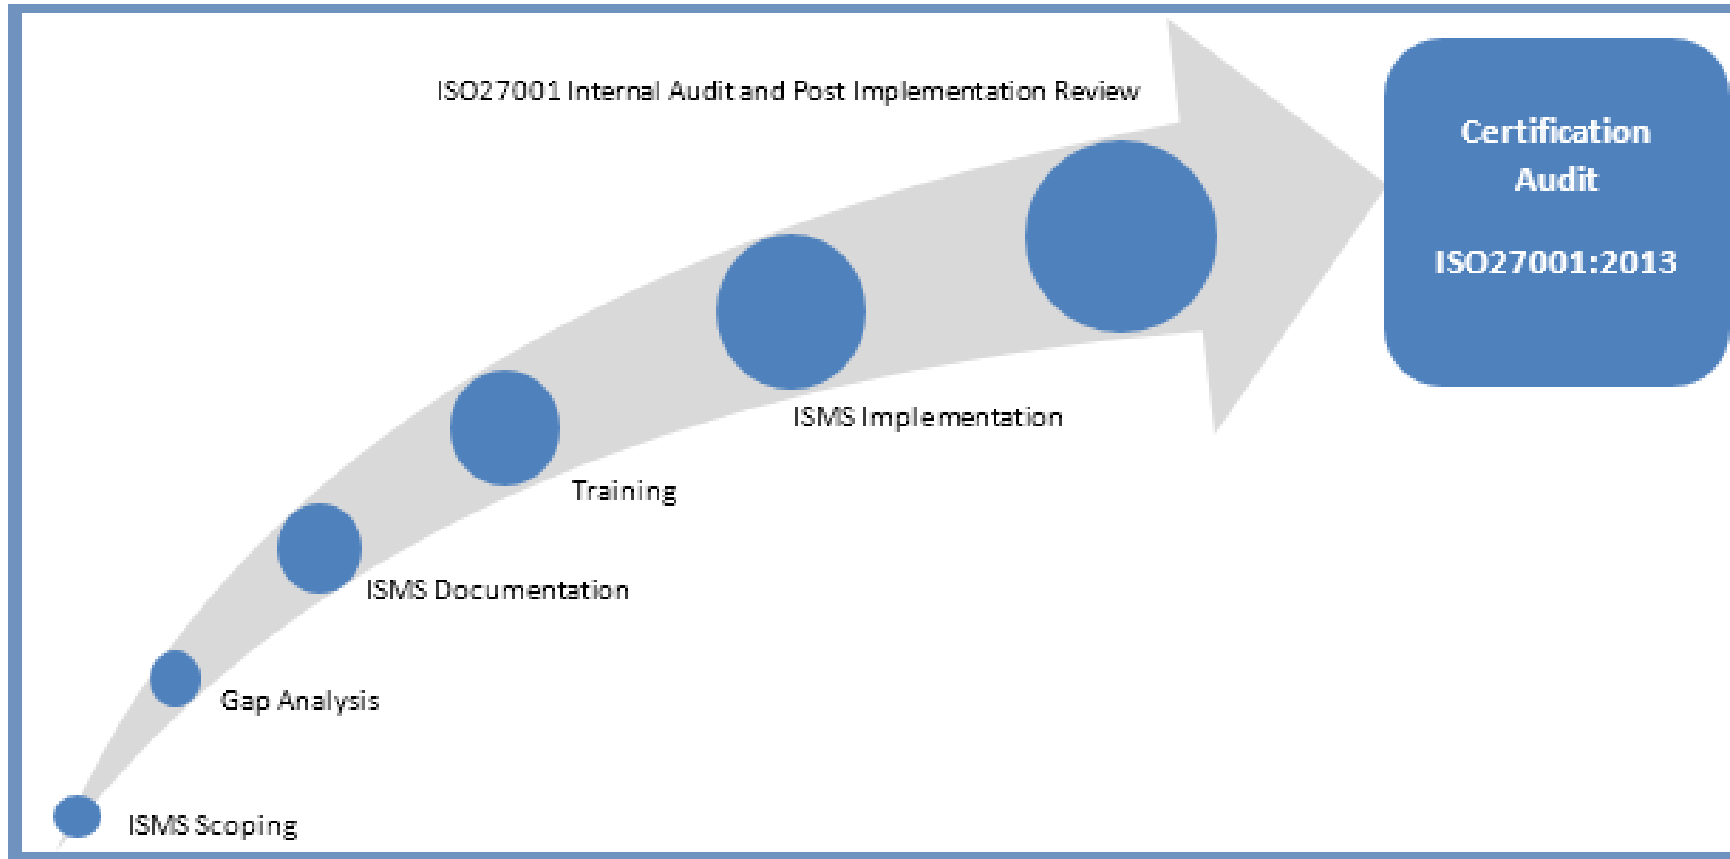 ISO27001 Internal Audit and Post Implementation Review
Certification
Audit
ISO27001:2013
ISMS Implementation
Training
ISMS Documentation
Gap Analysis
ISMS Scoping